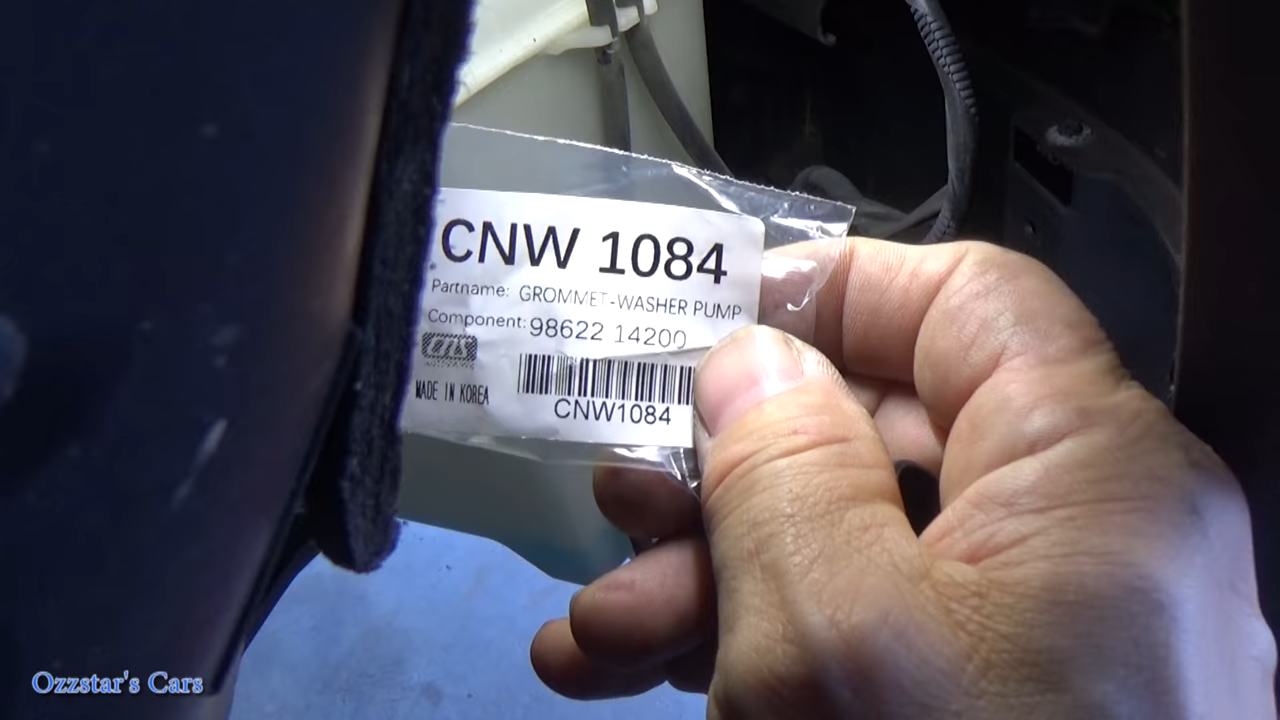 CNW 1084
Partname: GROMMET-WASHER PUMP
Component: 98622 14200
MADE IN KOREA
CNW1084
Ozzstar's Cars